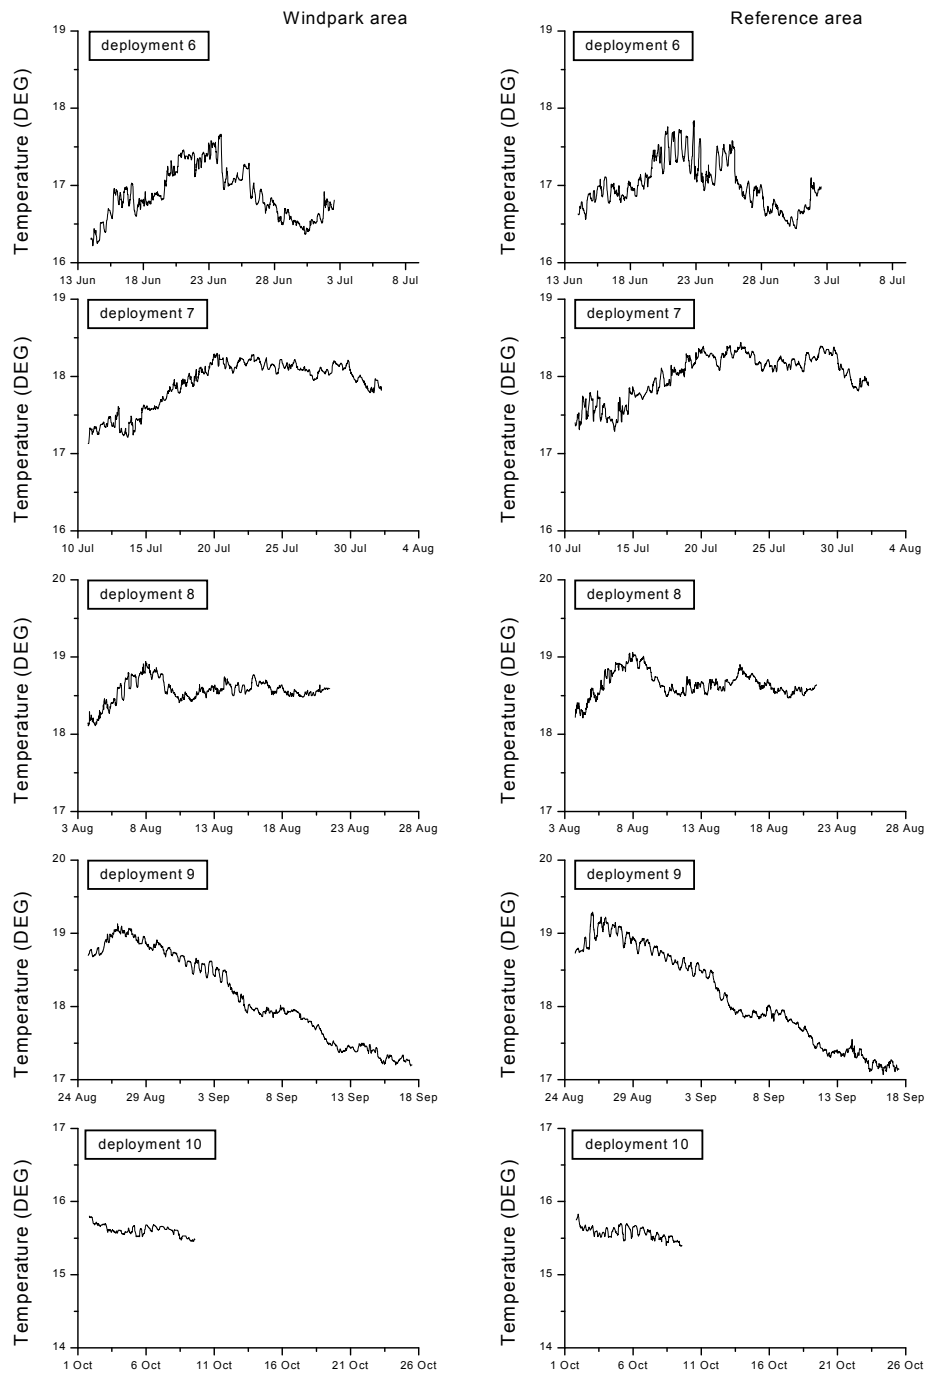 Windpark area
Reference area
deployment 6
deployment 6
Temperature (DEG)
Temperature (DEG)
19
18
17
16
19
18
17
16
13 Jun 18 Jun 23 Jun 28 Jun 3 Jul 8 Jul
13 Jun 18 Jun 23 Jun 28 Jun 3 Jul 8 Jul
deployment 7
deployment 7
Temperature (DEG)
Temperature (DEG)
19
18
17
16
19
18
17
16
10 Jul 15 Jul 20 Jul 25 Jul 30 Jul 4 Aug
10 Jul 15 Jul 20 Jul 25 Jul 30 Jul 4 Aug
deployment 8
deployment 8
Temperature (DEG)
Temperature (DEG)
20
19
18
17
20
19
18
17
3 Aug 8 Aug 13 Aug 18 Aug 23 Aug 28 Aug
3 Aug 8 Aug 13 Aug 18 Aug 23 Aug 28 Aug
deployment 9
deployment 9
Temperature (DEG)
Temperature (DEG)
20
19
18
17
20
19
18
17
24 Aug 29 Aug 3 Sep 8 Sep 13 Sep 18 Sep
24 Aug 29 Aug 3 Sep 8 Sep 13 Sep 18 Sep
deployment 10
deployment 10
Temperature (DEG)
Temperature (DEG)
17
16
15
14
17
16
15
14
1 Oct 6 Oct 11 Oct 16 Oct 21 Oct 26 Oct
1 Oct 6 Oct 11 Oct 16 Oct 21 Oct 26 Oct